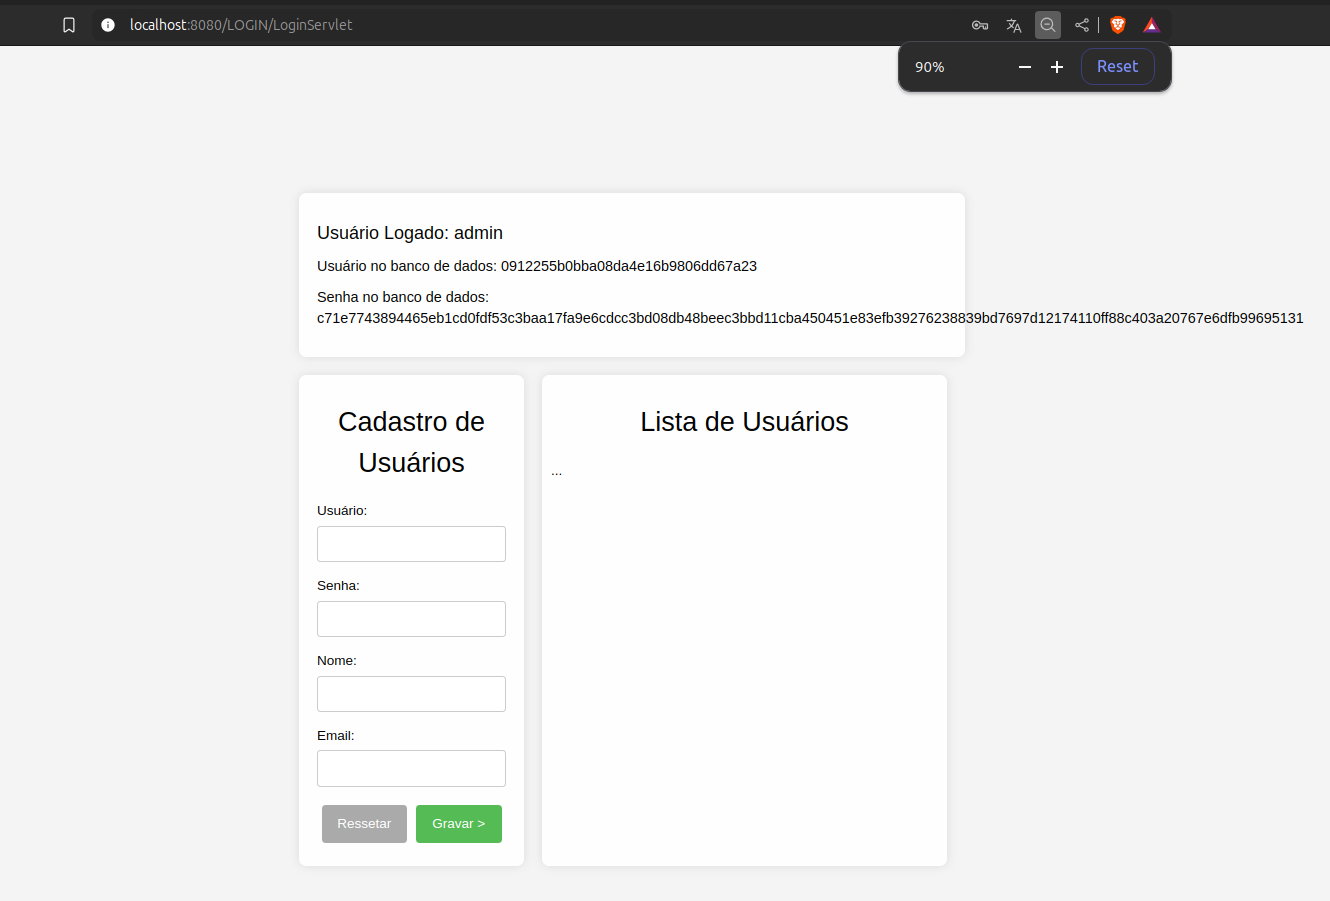 localhost:8080/LOGIN/LoginServlet
90%
Reset
Usuário Logado: admin
Usuário no banco de dados: 0912255b0bba08da4e16b9806dd67a23
Senha no banco de dados:
c71e7743894465eb1cd0fdf53c3baa17fa9e6cdcc3bd08db48beec3bbd11cba450451e83efb39276238839bd7697d12174110ff88c403a20767e6dfb99695131
Cadastro de
Usuários
Lista de Usuários
...
Usuário:
Senha:
Nome:
Email:
Ressetar
Gravar >